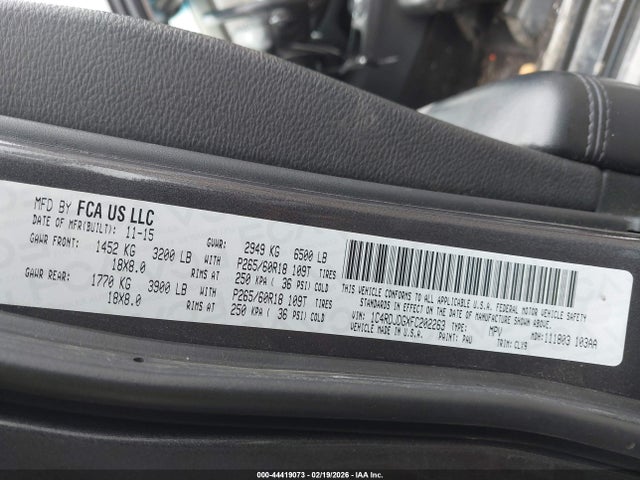 MFD BY FCA US LLC
DATE OF MFR(BUILT): 11-15 GVWR: 2949 KG 6500 LB
GAWR FRONT: 1452 KG 3200 LB WITH P265/60R18 109T TIRES
18X8.0 RIMS AT 250 KPA ( 36 PSI) COLD
GAWR REAR: 1770 KG 3900 LB WITH P265/60R18 109T TIRES
18X8.0 RIMS AT 250 KPA ( 36 PSI) COLD
THIS VEHICLE CONFORMS TO ALL APPLICABLE U.S.A. FEDERAL MOTOR VEHICLE SAFETY
STANDARDS IN EFFECT ON THE DATE OF MANUFACTURE SHOWN ABOVE.
VIN: TYPE: MPV MDH: 111803 103AA
VEHICLE MADE IN U.S.A. PAINT: PAU TRIM: CLX9
000-44419073 - 02/19/2026 - IAA Inc.